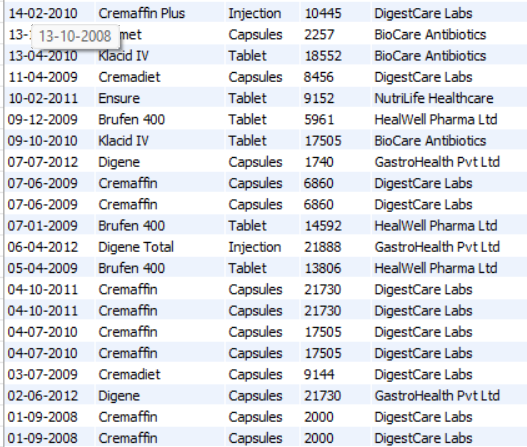 14-02-2010 Cremaffin Plus Injection 10445 DigestCare Labs
13-10-2008 met Capsules 2257 BioCare Antibiotics
13-04-2010 Klacid IV Tablet 18552 BioCare Antibiotics
11-04-2009 Cremadiet Capsules 8456 DigestCare Labs
10-02-2011 Ensure Tablet 9152 NutriLife Healthcare
09-12-2009 Brufen 400 Tablet 5961 HealWell Pharma Ltd
09-10-2010 Klacid IV Tablet 17505 BioCare Antibiotics
07-07-2012 Digene Capsules 1740 GastroHealth Pvt Ltd
07-06-2009 Cremaffin Capsules 6860 DigestCare Labs
07-06-2009 Cremaffin Capsules 6860 DigestCare Labs
07-01-2009 Brufen 400 Tablet 14592 HealWell Pharma Ltd
06-04-2012 Digene Total Injection 21888 GastroHealth Pvt Ltd
05-04-2009 Brufen 400 Tablet 13806 HealWell Pharma Ltd
04-10-2011 Cremaffin Capsules 21730 DigestCare Labs
04-10-2011 Cremaffin Capsules 21730 DigestCare Labs
04-07-2010 Cremaffin Capsules 17505 DigestCare Labs
04-07-2010 Cremaffin Capsules 17505 DigestCare Labs
03-07-2009 Cremadiet Capsules 9144 DigestCare Labs
02-06-2012 Digene Capsules 21730 GastroHealth Pvt Ltd
01-09-2008 Cremaffin Capsules 2000 DigestCare Labs
01-09-2008 Cremaffin Capsules 2000 DigestCare Labs